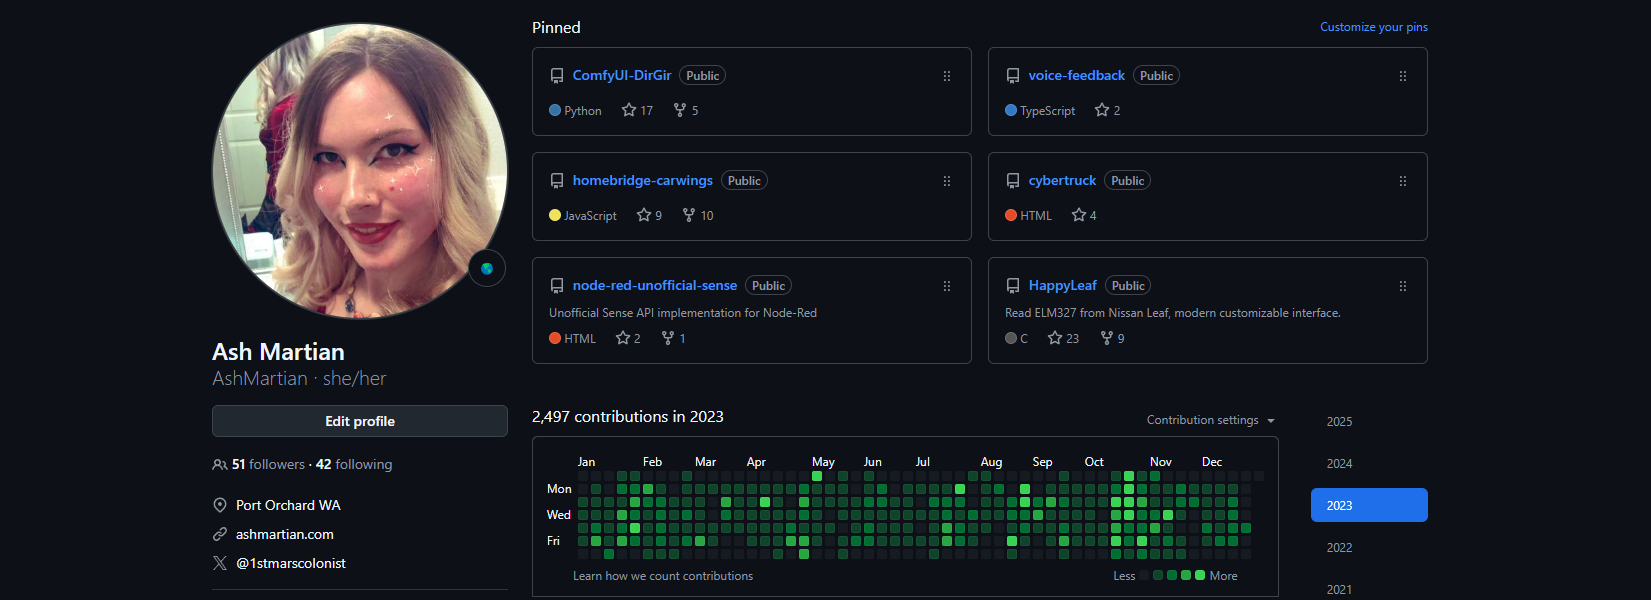 Ash Martian
AshMartian · she/her
Edit profile
51 followers · 42 following
Port Orchard WA
ashmartian.com
@1stmarscolonist
Pinned
Customize your pins
ComfyUI-DirGir Public
Python 17 5
voice-feedback Public
TypeScript 2
homebridge-carwings Public
JavaScript 9 10
cybertruck Public
HTML 4
node-red-unofficial-sense Public
Unofficial Sense API implementation for Node-Red
HTML 2 1
HappyLeaf Public
Read ELM327 from Nissan Leaf, modern customizable interface.
C 23 9
2,497 contributions in 2023
Contribution settings
Jan Feb Mar Apr May Jun Jul Aug Sep Oct Nov Dec
Mon
Wed
Fri
Learn how we count contributions
Less More
2025
2024
2023
2022
2021